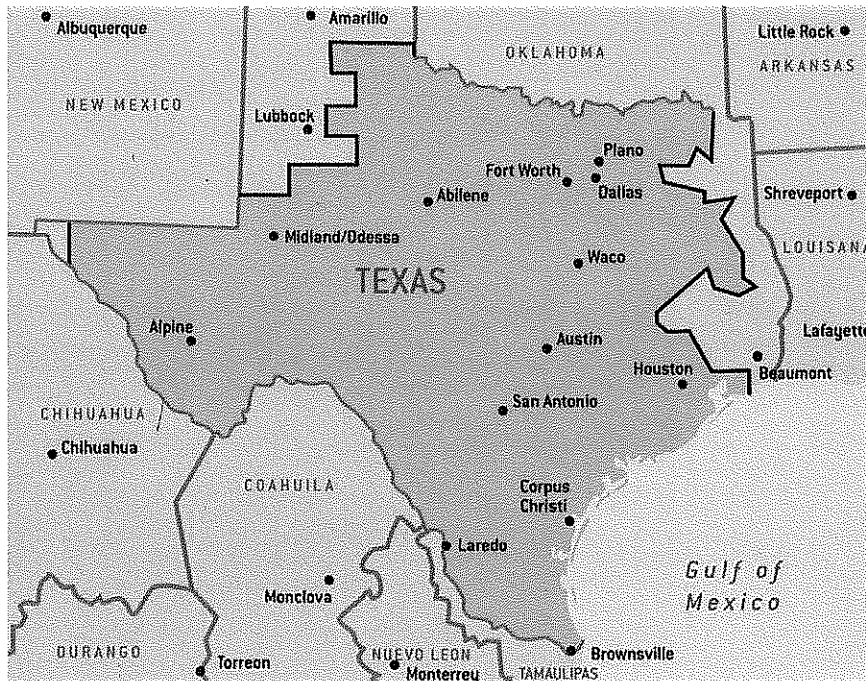 Amarillo
Albuquerque
OKLAHOMA
Little Rock
ARKANSAS
NEW MEXICO
Lubbock
Plano
Fort Worth
Dallas
Abilene
Shreveport
Midland/Odessa
LOUISIANA
Waco
TEXAS
Alpine
Austin
Lafayette
Houston
Beaumont
San Antonio
CHIHUAHUA
Chihuahua
COAHUILA
Corpus
Christi
Laredo
Gulf of
Mexico
Monclova
DURANGO
NUEVO LEON
Brownsville
Torreon
Monterreu
TAMAULIPAS